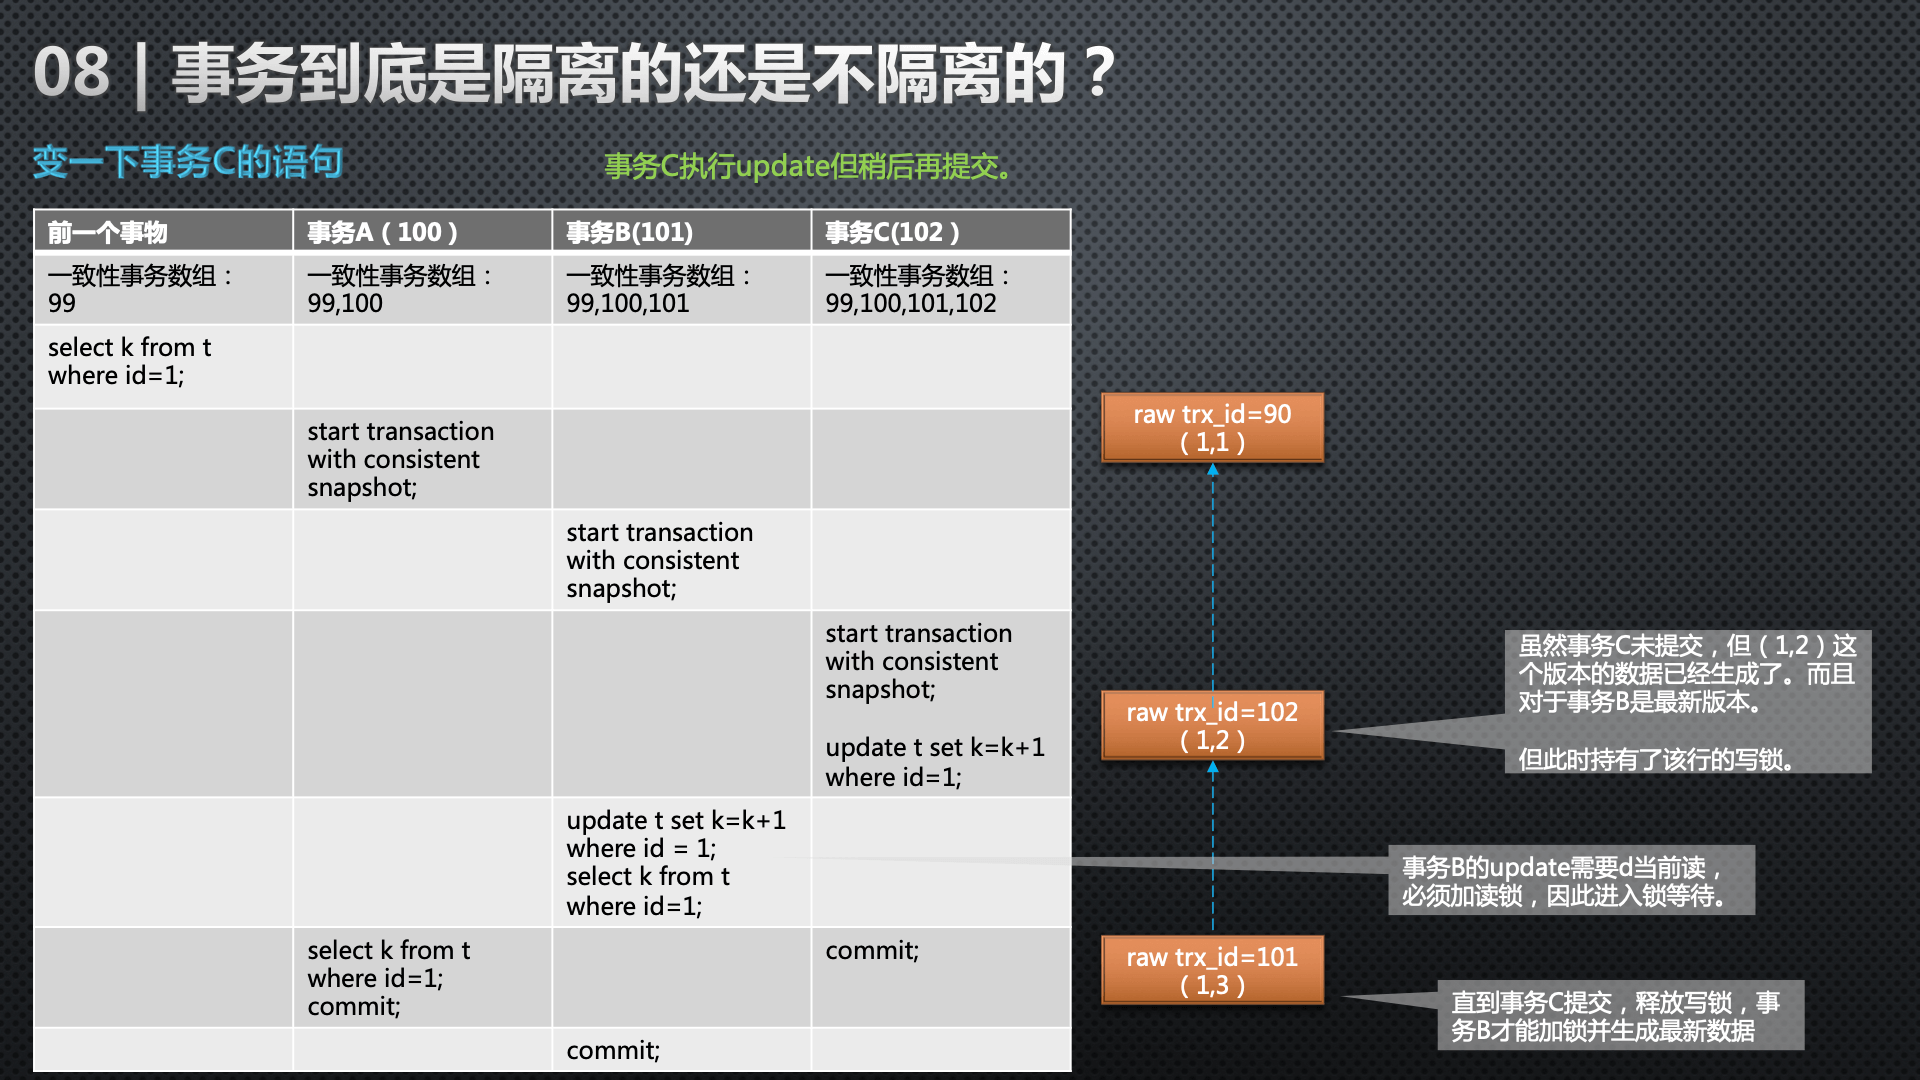 08 | 事务到底是隔离的还是不隔离的？
变一下事务C的语句
事务C执行update但稍后再提交。
前一个事物
事务A（100）
事务B(101)
事务C(102）
一致性事务数组：
99
一致性事务数组：
99,100
一致性事务数组：
99,100,101
一致性事务数组：
99,100,101,102
select k from t
where id=1;
start transaction
with consistent
snapshot;
start transaction
with consistent
snapshot;
start transaction
with consistent
snapshot;
update t set k=k+1
where id=1;
update t set k=k+1
where id = 1;
select k from t
where id=1;
select k from t
where id=1;
commit;
commit;
commit;
raw trx_id=90
（1,1）
raw trx_id=102
（1,2）
raw trx_id=101
（1,3）
虽然事务C未提交，但（1,2）这
个版本的数据已经生成了。而且
对于事务B是最新版本。
但此时持有了该行的写锁。
事务B的update需要d当前读，
必须加读锁，因此进入锁等待。
直到事务C提交，释放写锁，事
务B才能加锁并生成最新数据